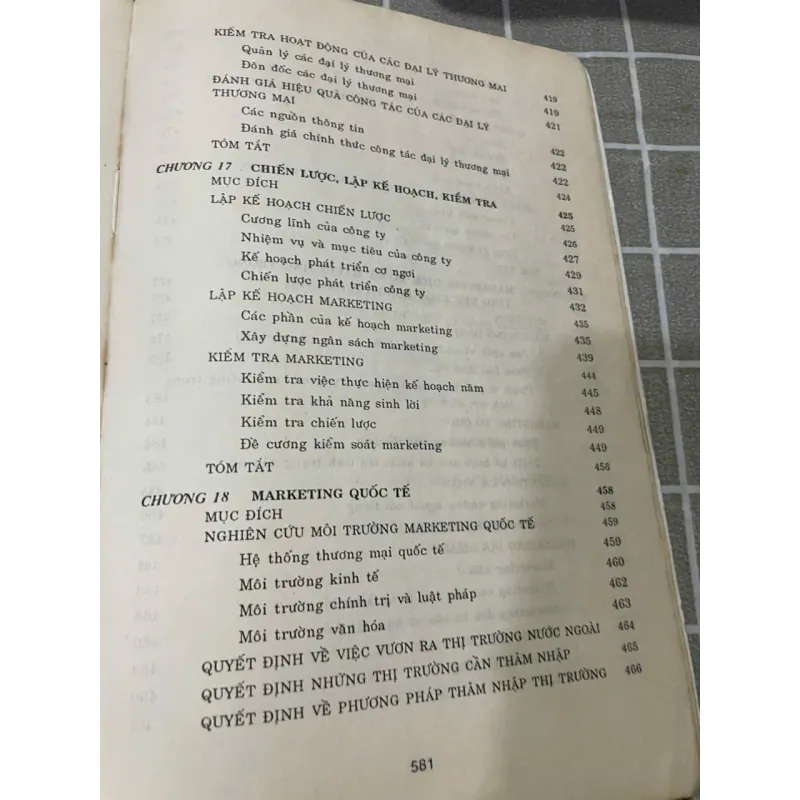 KIỂM TRA HOẠT ĐỘNG CỦA CÁC ĐẠI LÝ THƯƠNG MẠI 419
Quản lý các đại lý thương mại 419
Đôn đốc các đại lý thương mại 421
ĐÁNH GIÁ HIỆU QUẢ CÔNG TÁC CỦA CÁC ĐẠI LÝ
THƯƠNG MẠI 422
Các nguồn thông tin 422
Đánh giá chính thức công tác đại lý thương mại 422
TÓM TẮT 424
CHƯƠNG 17 CHIẾN LƯỢC, LẬP KẾ HOẠCH, KIỂM TRA 425
MỤC ĐÍCH 425
LẬP KẾ HOẠCH CHIẾN LƯỢC 426
Cương lĩnh của công ty 427
Nhiệm vụ và mục tiêu của công ty 429
Kế hoạch phát triển cơ ngơi 431
Chiến lược phát triển công ty 432
LẬP KẾ HOẠCH MARKETING 435
Các phần của kế hoạch marketing 435
Xây dựng ngân sách marketing 439
KIỂM TRA MARKETING 444
Kiểm tra việc thực hiện kế hoạch năm 445
Kiểm tra khả năng sinh lời 448
Kiểm tra chiến lược 449
Đề cương kiểm soát marketing 449
TÓM TẮT 456
CHƯƠNG 18 MARKETING QUỐC TẾ 458
MỤC ĐÍCH 458
NGHIÊN CỨU MÔI TRƯỜNG MARKETING QUỐC TẾ 459
Hệ thống thương mại quốc tế 459
Môi trường kinh tế 460
Môi trường chính trị và luật pháp 462
Môi trường văn hóa 463
QUYẾT ĐỊNH VỀ VIỆC VƯƠN RA THỊ TRƯỜNG NƯỚC NGOÀI 464
QUYẾT ĐỊNH NHỮNG THỊ TRƯỜNG CẦN THÂM NHẬP 465
QUYẾT ĐỊNH VỀ PHƯƠNG PHÁP THÂM NHẬP THỊ TRƯỜNG 466
581